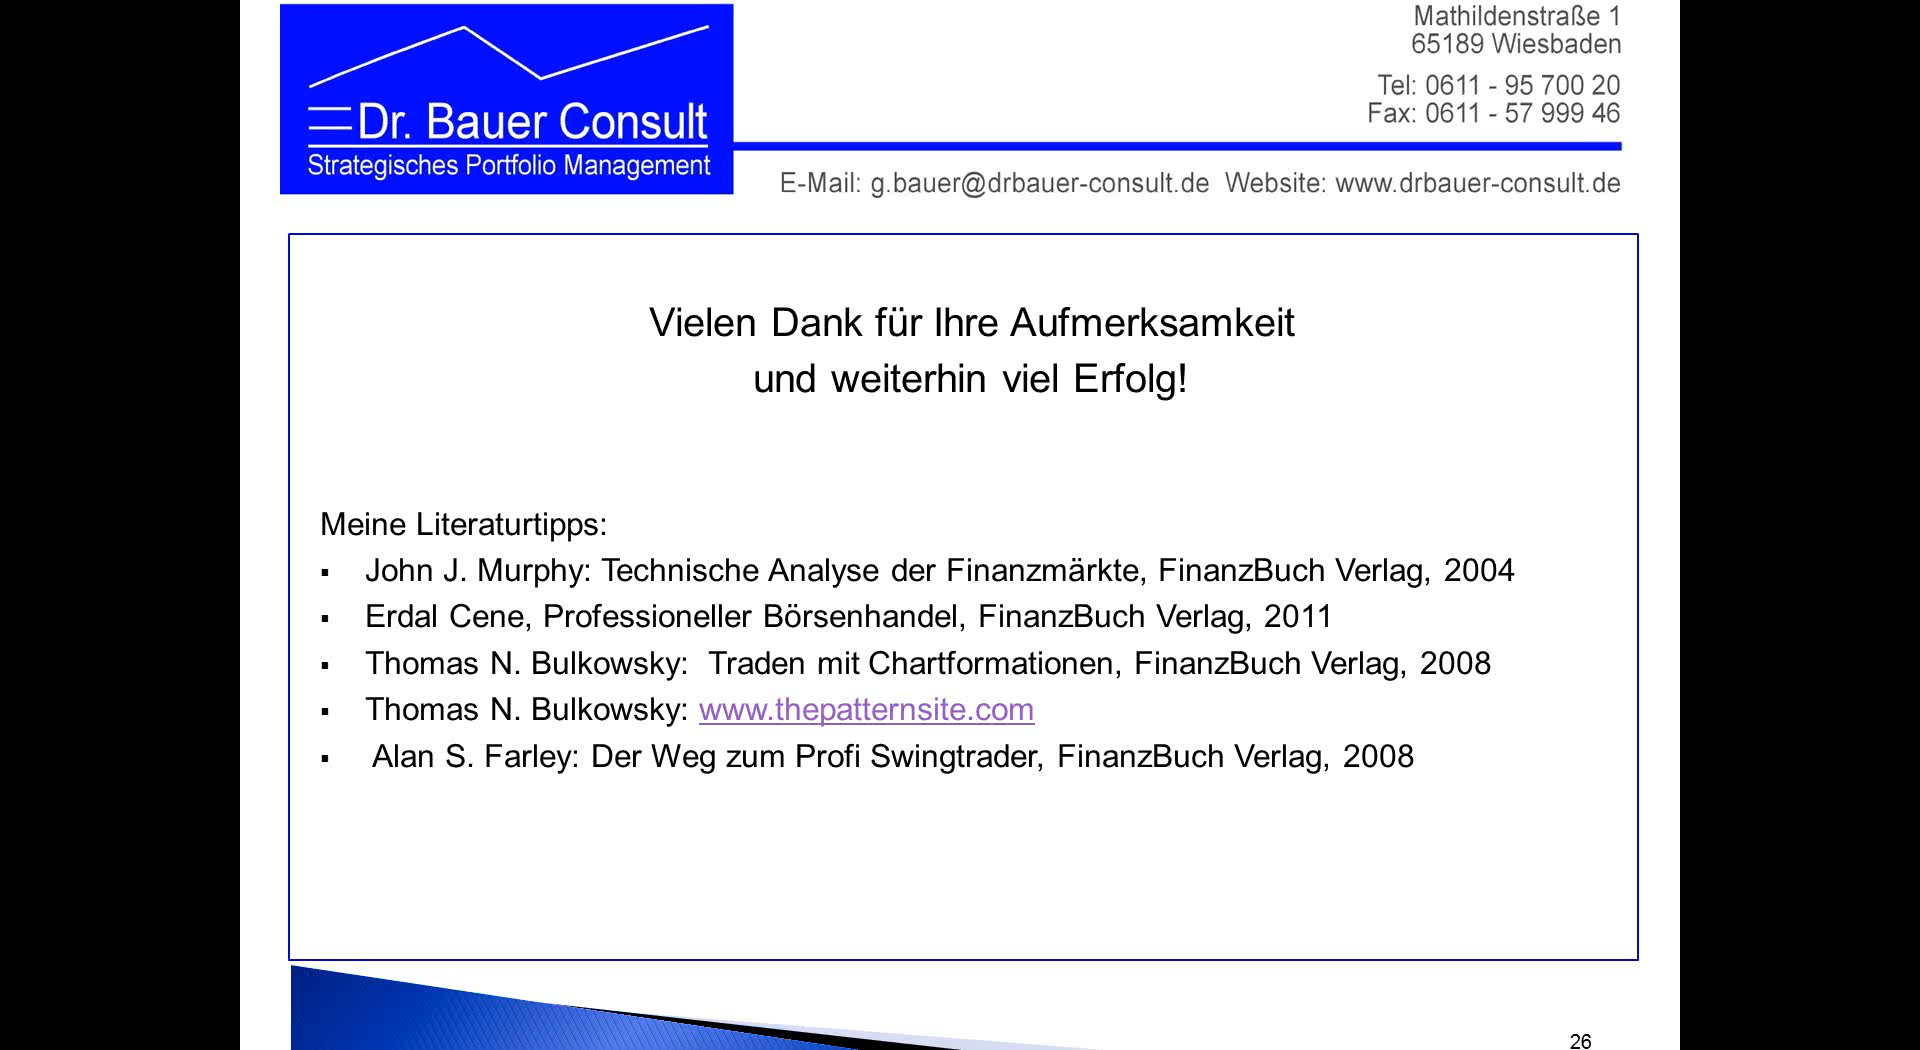 Dr. Bauer Consult
Strategisches Portfolio Management
Mathildenstraße 1
65189 Wiesbaden
Tel: 0611 - 95 700 20
Fax: 0611 - 57 999 46
E-Mail: g.bauer@drbauer-consult.de Website: www.drbauer-consult.de
Vielen Dank für Ihre Aufmerksamkeit
und weiterhin viel Erfolg!
Meine Literaturtipps:
▪ John J. Murphy: Technische Analyse der Finanzmärkte, FinanzBuch Verlag, 2004
▪ Erdal Cene, Professioneller Börsenhandel, FinanzBuch Verlag, 2011
▪ Thomas N. Bulkowsky: Traden mit Chartformationen, FinanzBuch Verlag, 2008
▪ Thomas N. Bulkowsky: www.thepatternsite.com
▪ Alan S. Farley: Der Weg zum Profi Swingtrader, FinanzBuch Verlag, 2008
26